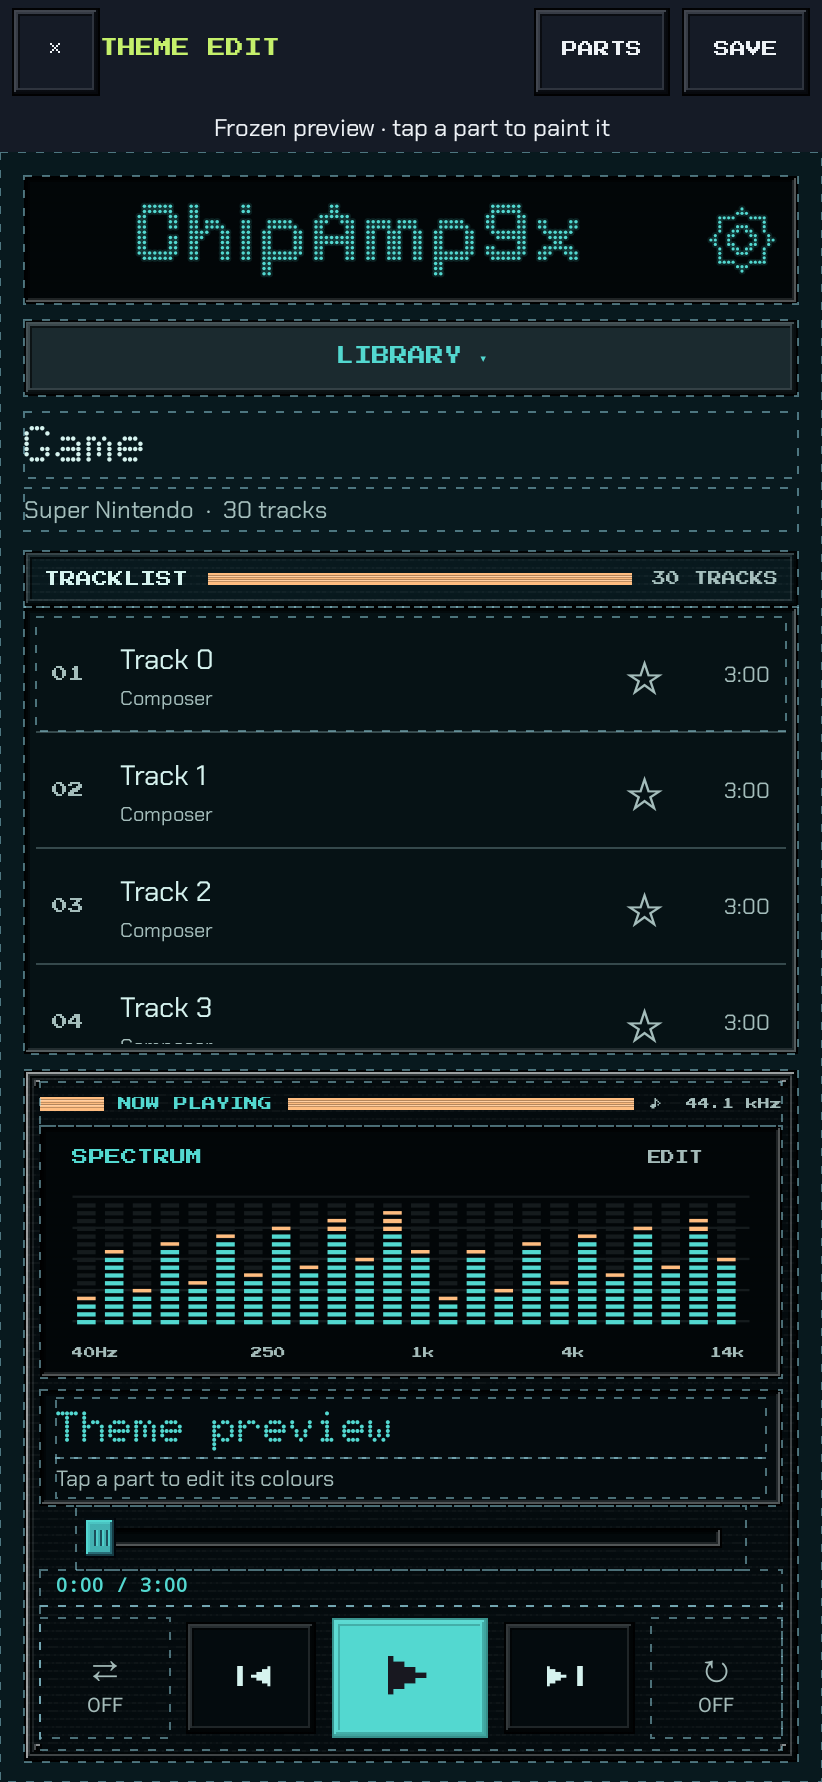 × THEME EDIT PARTS SAVE
Frozen preview · tap a part to paint it
ChipAmp9x
LIBRARY ▾
Game
Super Nintendo · 30 tracks
TRACKLIST 30 TRACKS
01 Track 0 ☆ 3:00
Composer
02 Track 1 ☆ 3:00
Composer
03 Track 2 ☆ 3:00
Composer
04 Track 3 ☆ 3:00
Composer
NOW PLAYING ♪ 44.1 kHz
SPECTRUM EDIT
40Hz 250 1k 4k 14k
Theme preview
Tap a part to edit its colours
0:00 / 3:00
OFF OFF